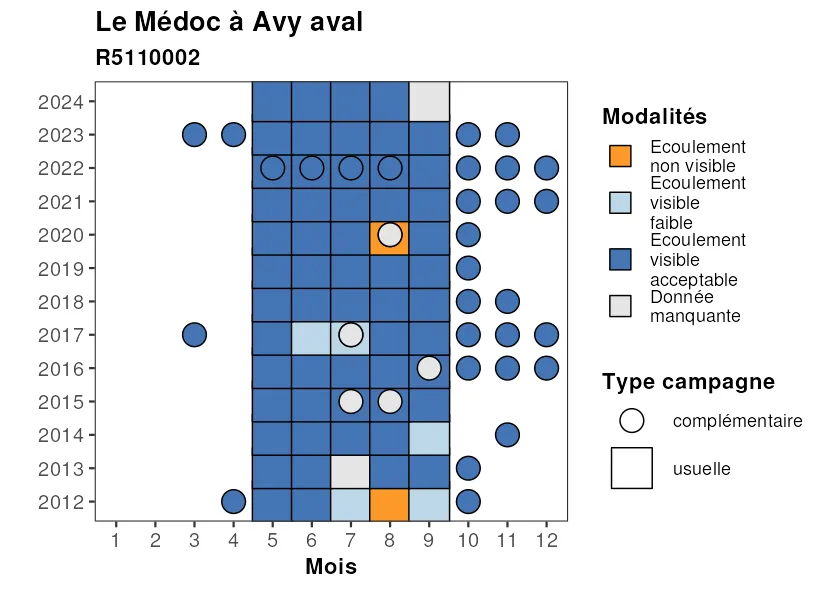 Le Médoc à Avy aval
R5110002
2024
2023
2022
2021
2020
2019
2018
2017
2016
2015
2014
2013
2012
1 2 3 4 5 6 7 8 9 10 11 12
Mois
Modalités
Ecoulement
non visible
Ecoulement
visible
faible
Ecoulement
visible
acceptable
Donnée
manquante
Type campagne
complémentaire
usuelle